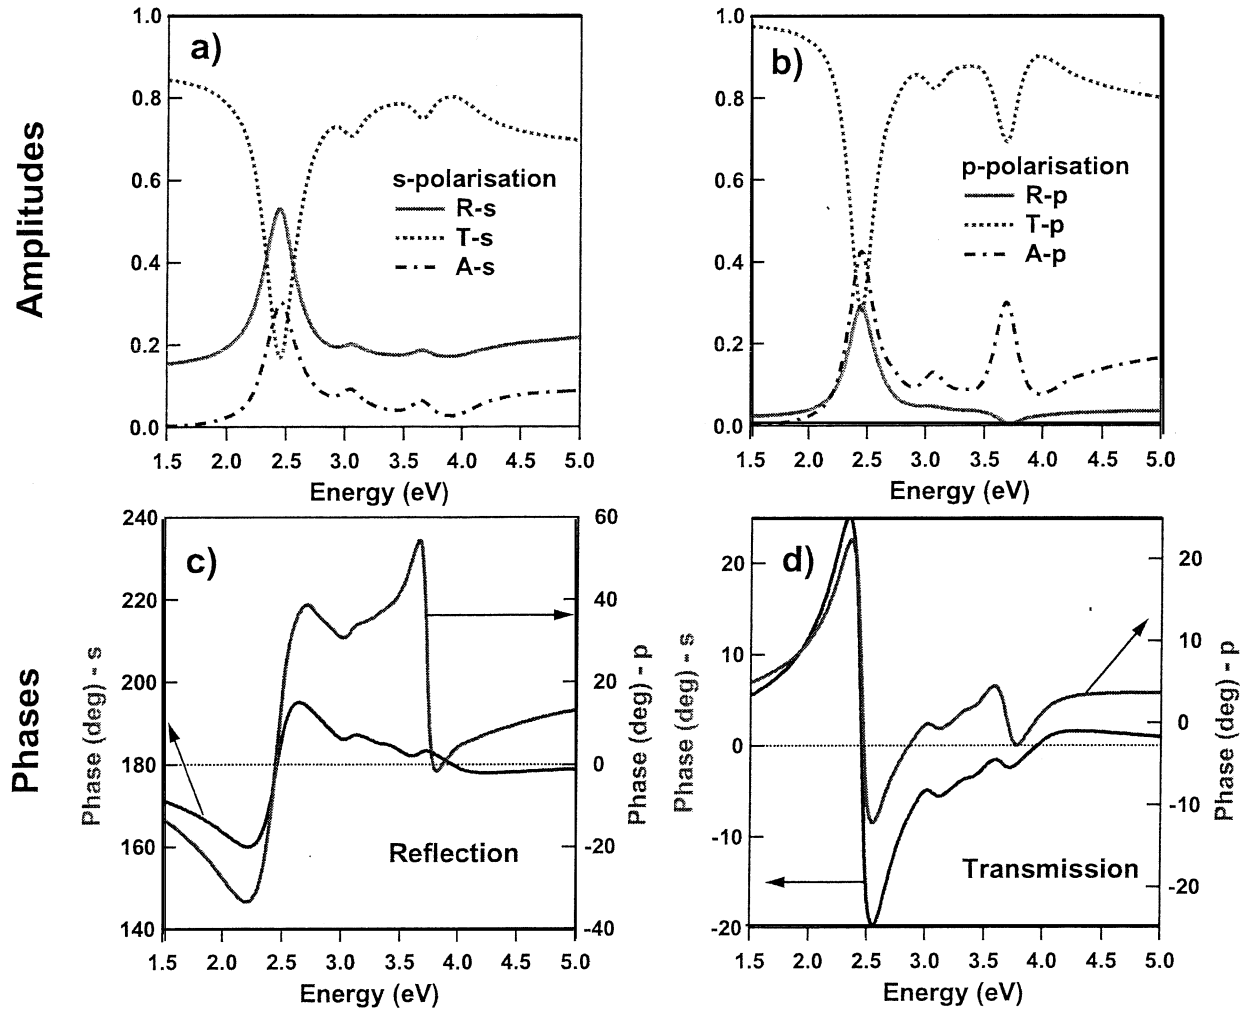 Amplitudes
a)
1.0
0.8
0.6
0.4
0.2
0.0
s-polarisation
R-s
T-s
A-s
1.5 2.0 2.5 3.0 3.5 4.0 4.5 5.0
Energy (eV)
b)
1.0
0.8
0.6
0.4
0.2
0.0
p-polarisation
R-p
T-p
A-p
1.5 2.0 2.5 3.0 3.5 4.0 4.5 5.0
Energy (eV)
Phases
c)
Phase (deg) - s
240
220
200
180
160
140
60
40
20
0
-20
-40
Phase (deg) - p
Reflection
1.5 2.0 2.5 3.0 3.5 4.0 4.5 5.0
Energy (eV)
d)
Phase (deg) - s
20
10
0
-10
-20
20
10
0
-10
-20
Phase (deg) - p
Transmission
1.5 2.0 2.5 3.0 3.5 4.0 4.5 5.0
Energy (eV)